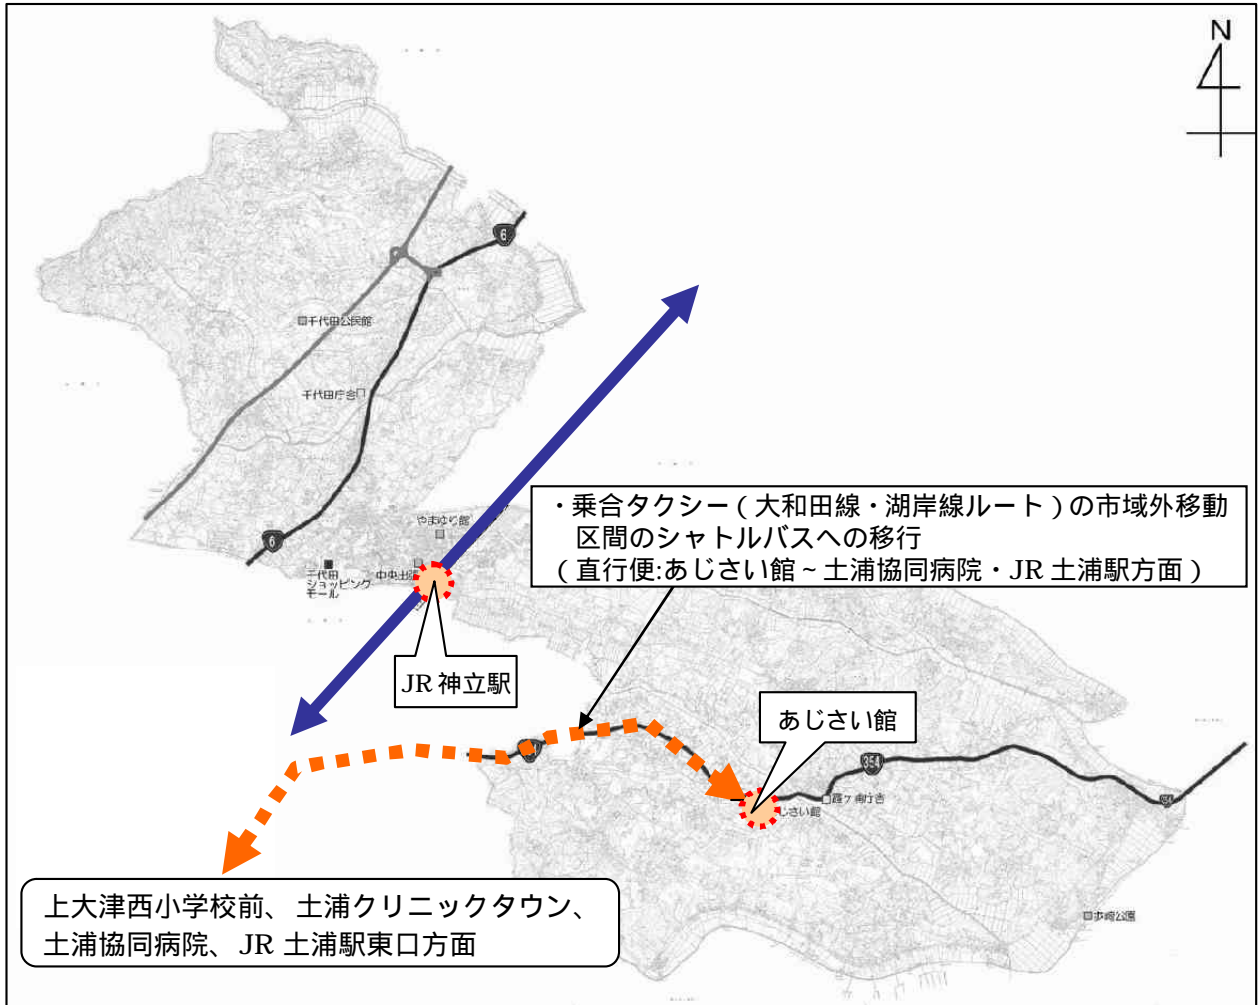 N
6
千代田公民館
千代田庁舎
・乗合タクシー（大和田線・湖岸線ルート）の市域外移動
区間のシャトルバスへの移行
（直行便:あじさい館～土浦協同病院・JR 土浦駅方面）
やまゆり館
6
千代田
ショッピング
モール
中央出張
JR 神立駅
あじさい館
354
霞ヶ浦庁舎
じさい館
354
歩崎公園
上大津西小学校前、土浦クリニックタウン、
土浦協同病院、JR 土浦駅東口方面